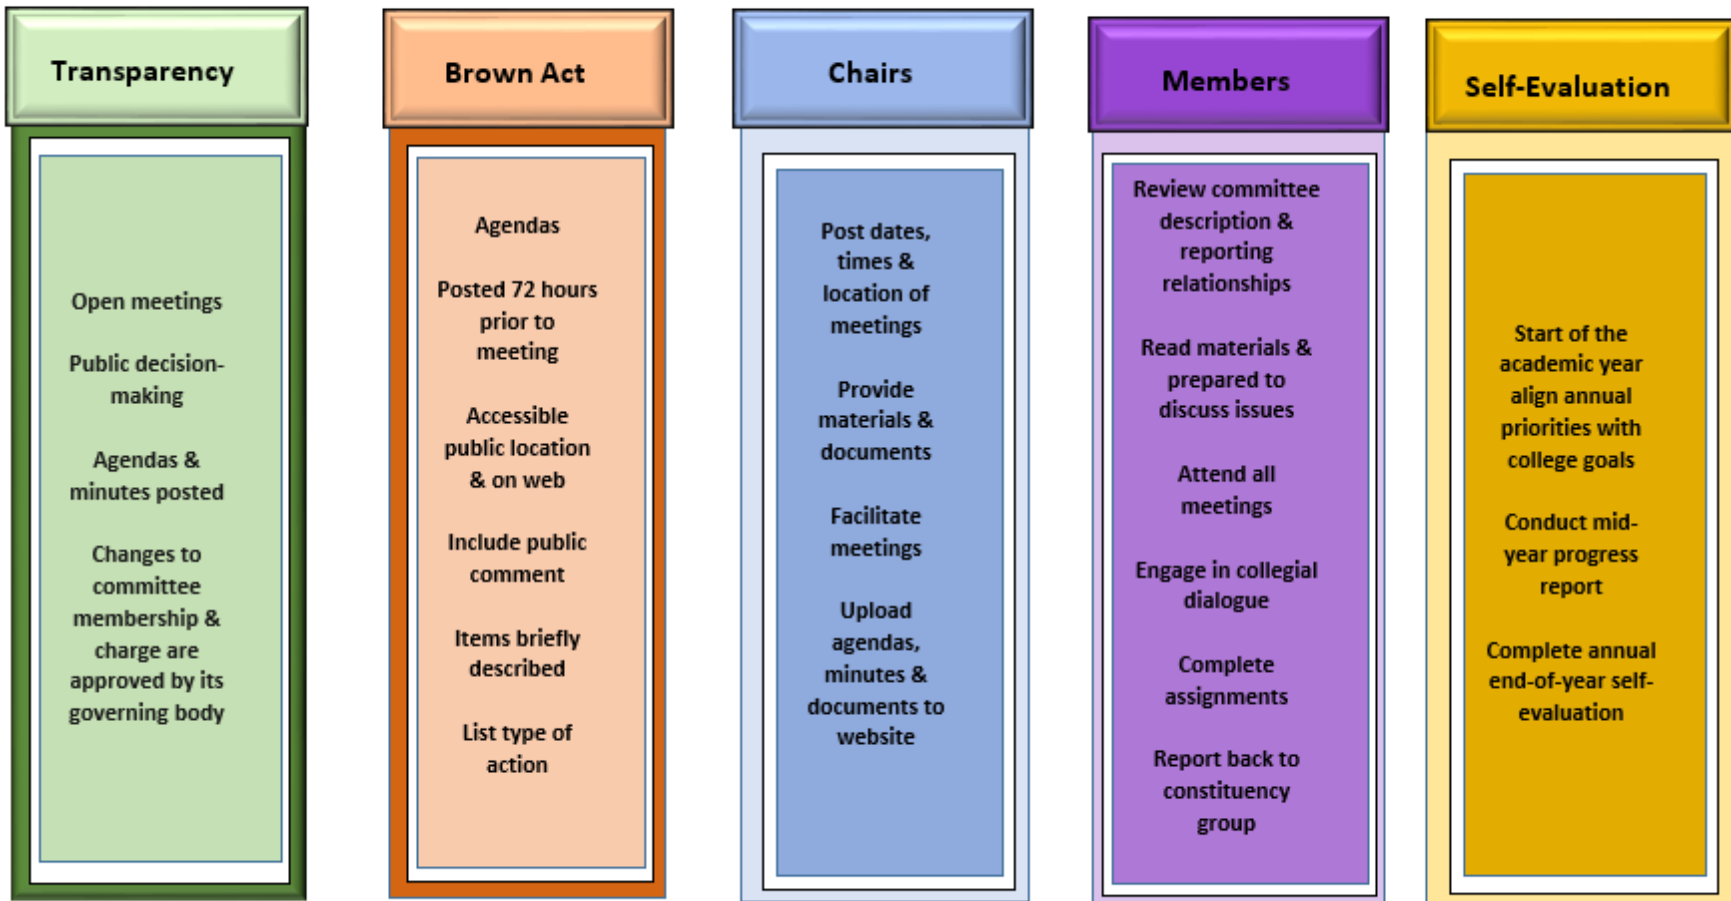 Transparency
Open meetings
Public decision-
making
Agendas &
minutes posted
Changes to
committee
membership &
charge are
approved by its
governing body
Brown Act
Agendas
Posted 72 hours
prior to
meeting
Accessible
public location
& on web
Include public
comment
Items briefly
described
List type of
action
Chairs
Post dates,
times &
location of
meetings
Provide
materials &
documents
Facilitate
meetings
Upload
agendas,
minutes &
documents to
website
Members
Review committee
description &
reporting
relationships
Read materials &
prepared to
discuss issues
Attend all
meetings
Engage in collegial
dialogue
Complete
assignments
Report back to
constituency
group
Self-Evaluation
Start of the
academic year
align annual
priorities with
college goals
Conduct mid-
year progress
report
Complete annual
end-of-year self-
evaluation